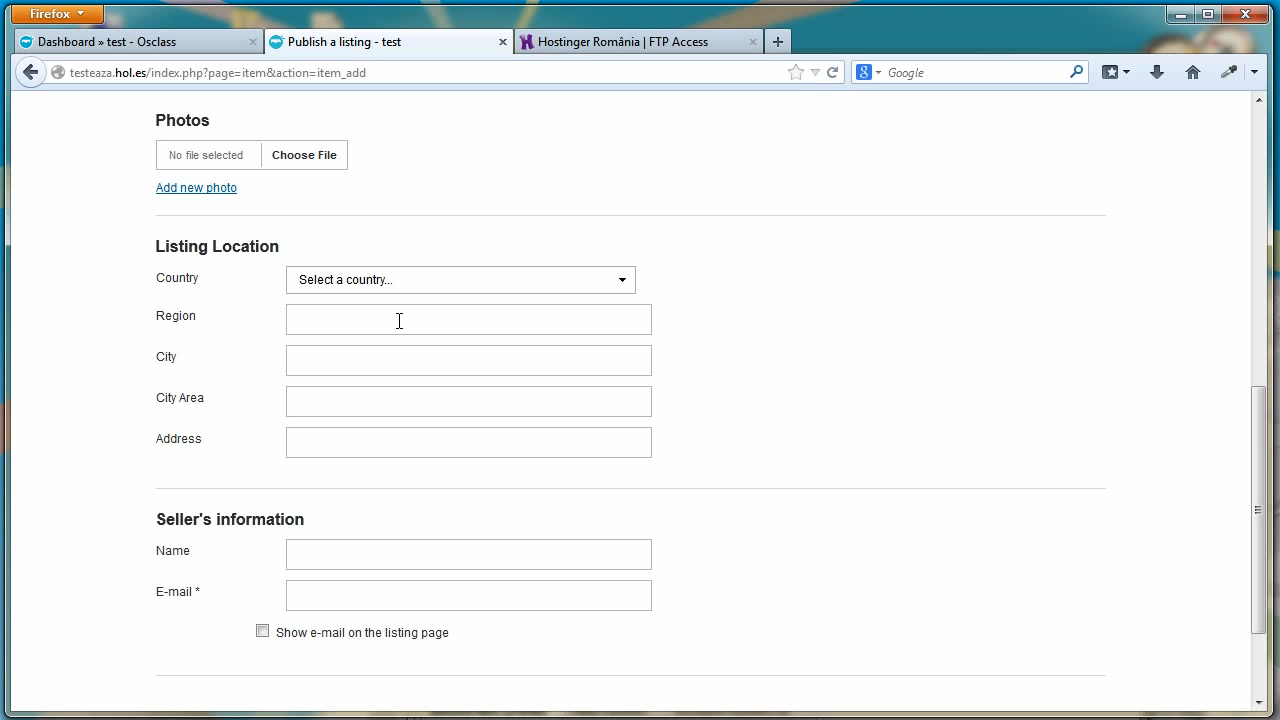 Firefox
Dashboard » test - Osclass
Publish a listing - test
Hostinger România | FTP Access
testeaza.hol.es/index.php?page=item&action=item_add
Google
Photos
No file selected
Choose File
Add new photo
Listing Location
Country
Select a country...
Region
City
City Area
Address
Seller's information
Name
E-mail *
Show e-mail on the listing page